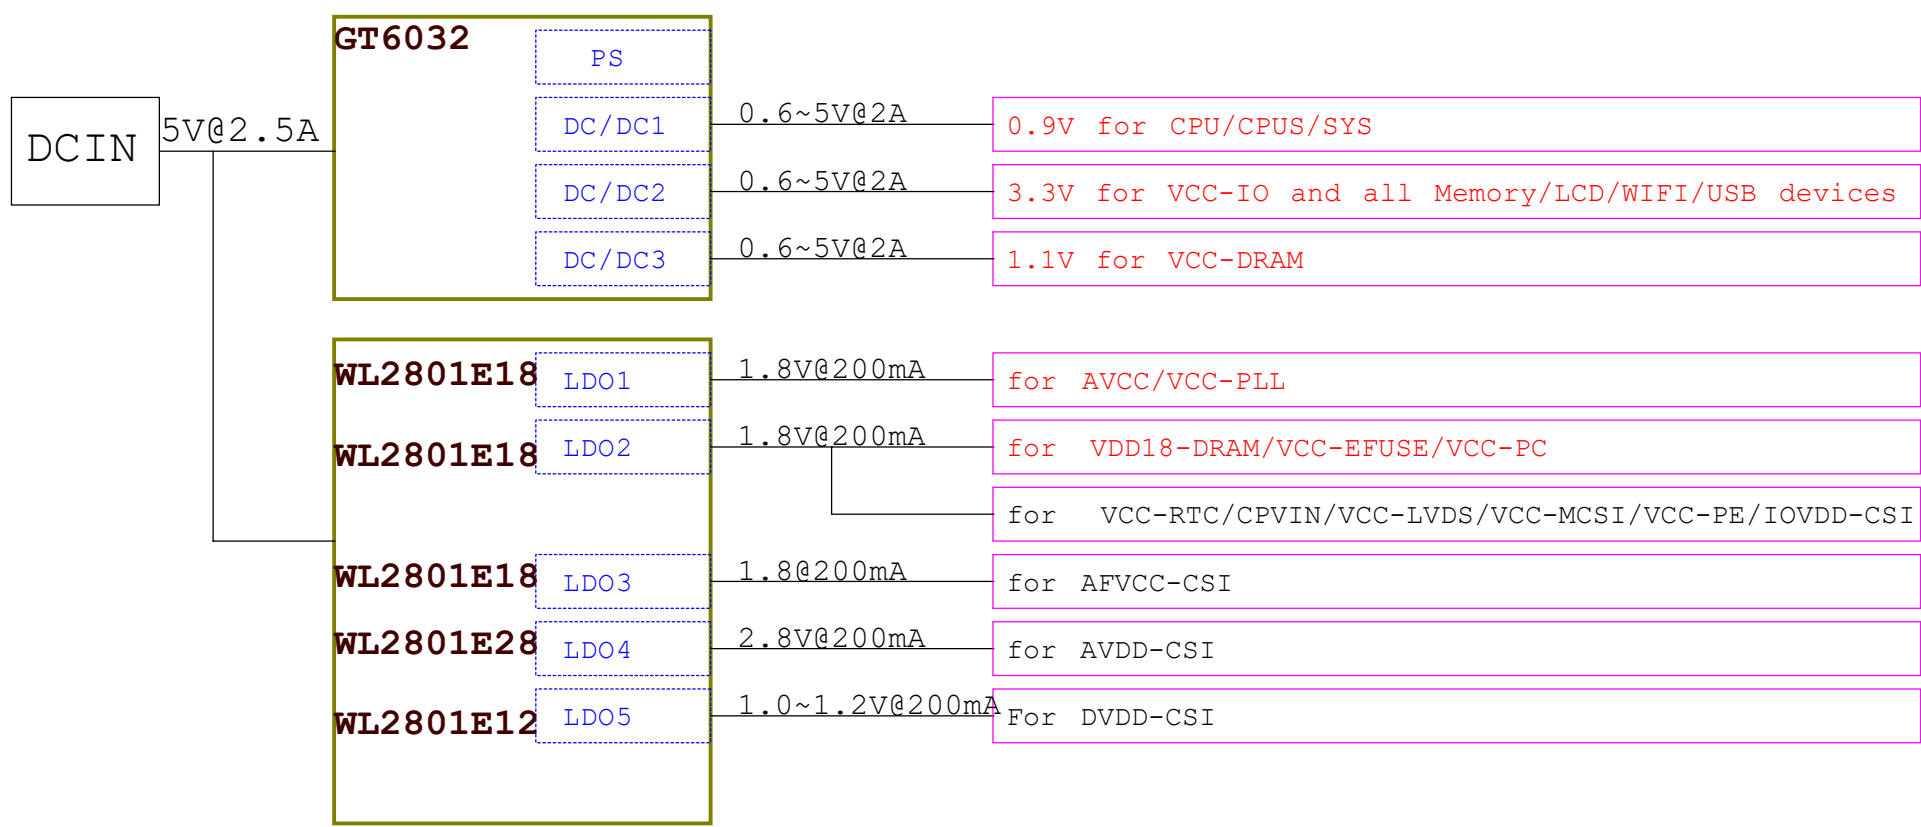 GT6032
PS
DCIN
5V@2.5A
DC/DC1
0.6~5V@2A
0.9V for CPU/CPUS/SYS
DC/DC2
0.6~5V@2A
3.3V for VCC-IO and all Memory/LCD/WIFI/USB devices
DC/DC3
0.6~5V@2A
1.1V for VCC-DRAM
WL2801E18
LDO1
1.8V@200mA
for AVCC/VCC-PLL
WL2801E18
LDO2
1.8V@200mA
for VDD18-DRAM/VCC-EFUSE/VCC-PC
for VCC-RTC/CPVIN/VCC-LVDS/VCC-MCSI/VCC-PE/IOVDD-CSI
WL2801E18
LDO3
1.8@200mA
for AFVCC-CSI
WL2801E28
LDO4
2.8V@200mA
for AVDD-CSI
WL2801E12
LDO5
1.0~1.2V@200mA
For DVDD-CSI